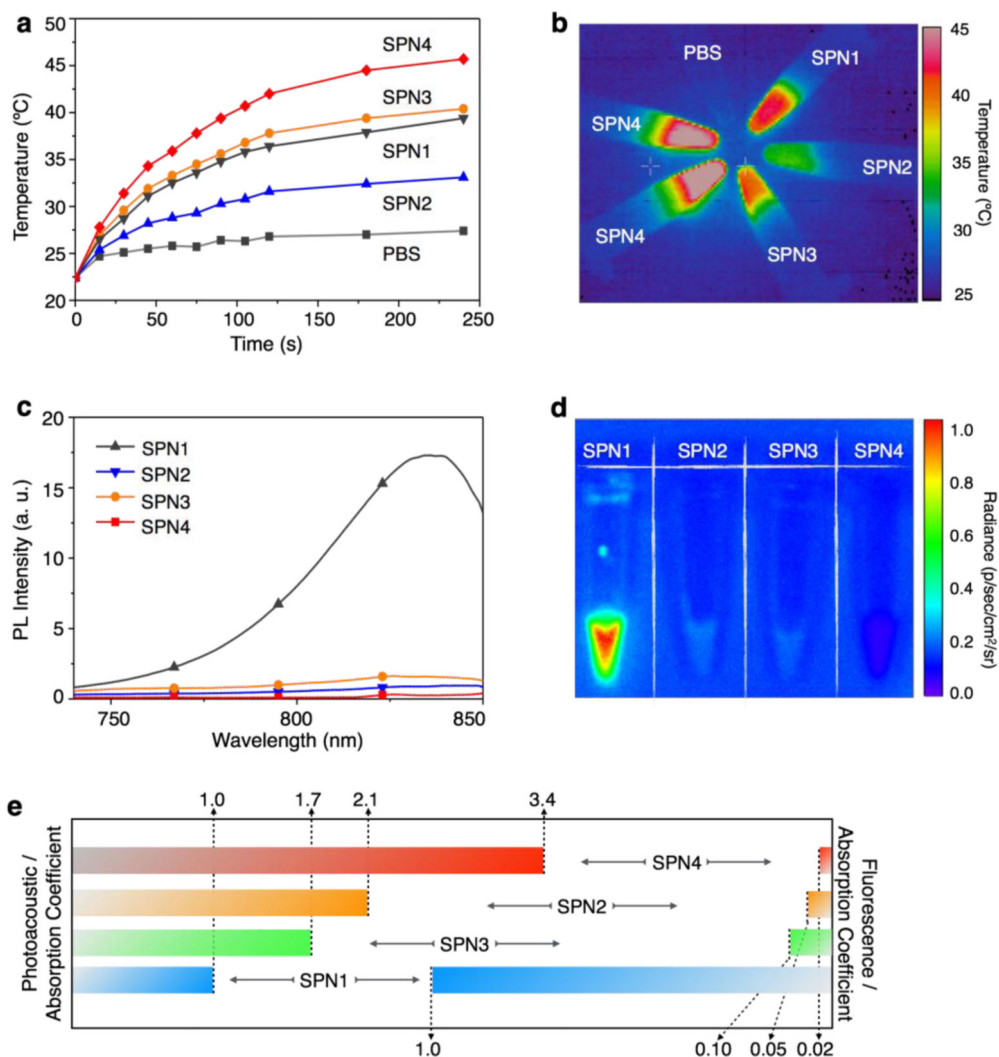 a
50
45
40
35
30
25
20
Temperature (ºC)
SPN4
SPN3
SPN1
SPN2
PBS
0 50 100 150 200 250
Time (s)
b
PBS
SPN1
SPN4
SPN2
SPN4
SPN3
45
40
35
30
25
Temperature (ºC)
c
20
15
10
5
0
PL Intensity (a. u.)
SPN1
SPN2
SPN3
SPN4
750 800 850
Wavelength (nm)
d
SPN1 SPN2 SPN3 SPN4
1.0
0.8
0.6
0.4
0.2
0.0
Radiance (p/sec/cm²/sr)
e
1.0 1.7 2.1 3.4
Photoacoustic /
Absorption Coefficient
SPN4
SPN2
SPN3
SPN1
Fluorescence /
Absorption Coefficient
1.0 0.10 0.05 0.02